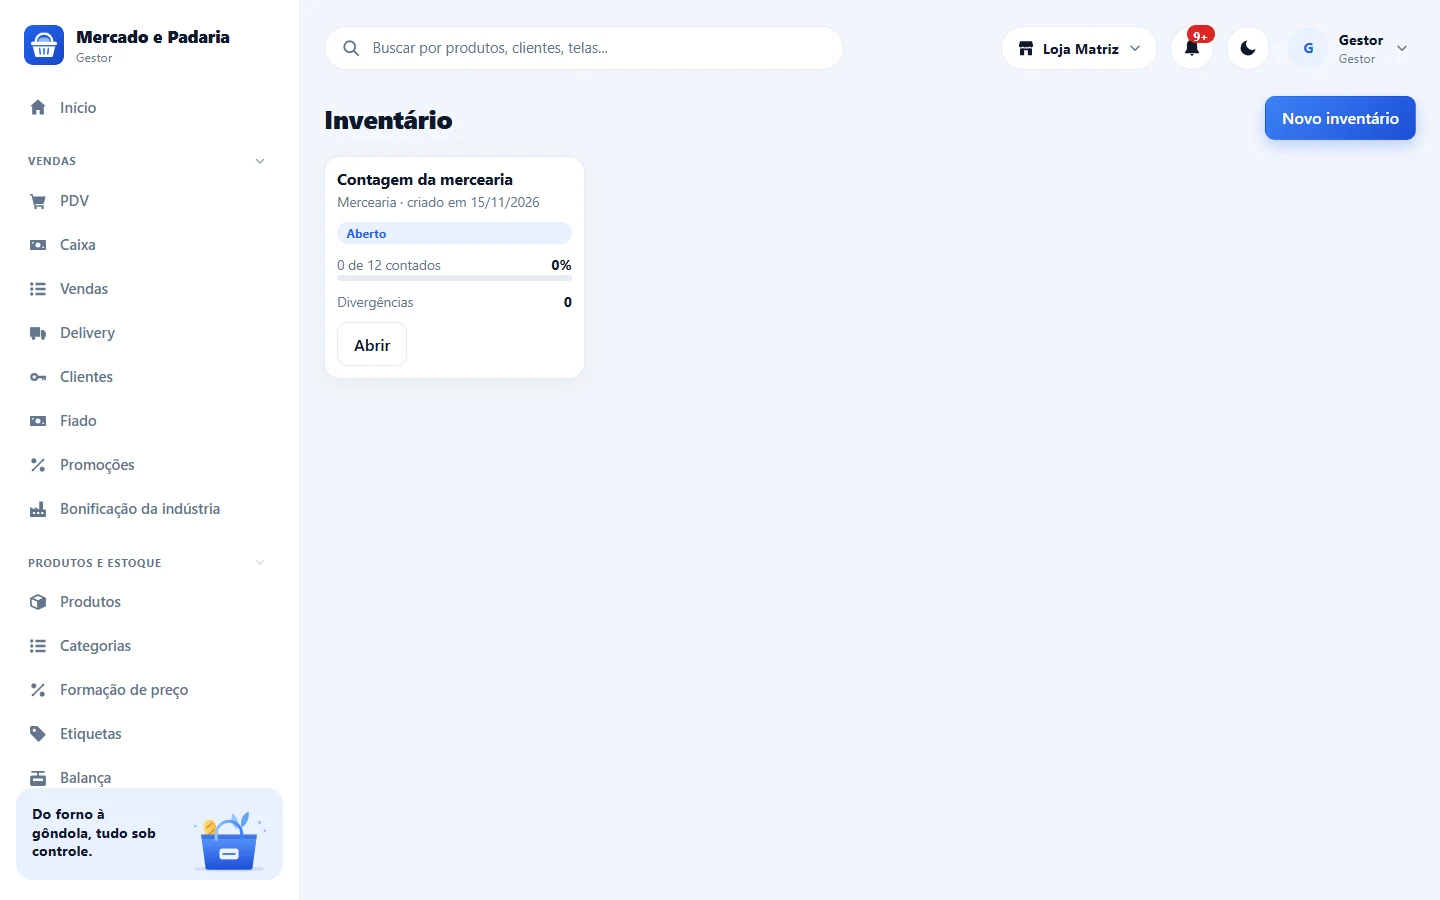 Mercado e Padaria
Gestor
Início
VENDAS
PDV
Caixa
Vendas
Delivery
Clientes
Fiado
Promoções
Bonificação da indústria
PRODUTOS E ESTOQUE
Produtos
Categorias
Formação de preço
Etiquetas
Balança
Do forno à
gôndola, tudo sob
controle.
Buscar por produtos, clientes, telas...
Loja Matriz
9+
G
Gestor
Gestor
Inventário
Novo inventário
Contagem da mercearia
Mercearia · criado em 15/11/2026
Aberto
0 de 12 contados 0%
Divergências 0
Abrir